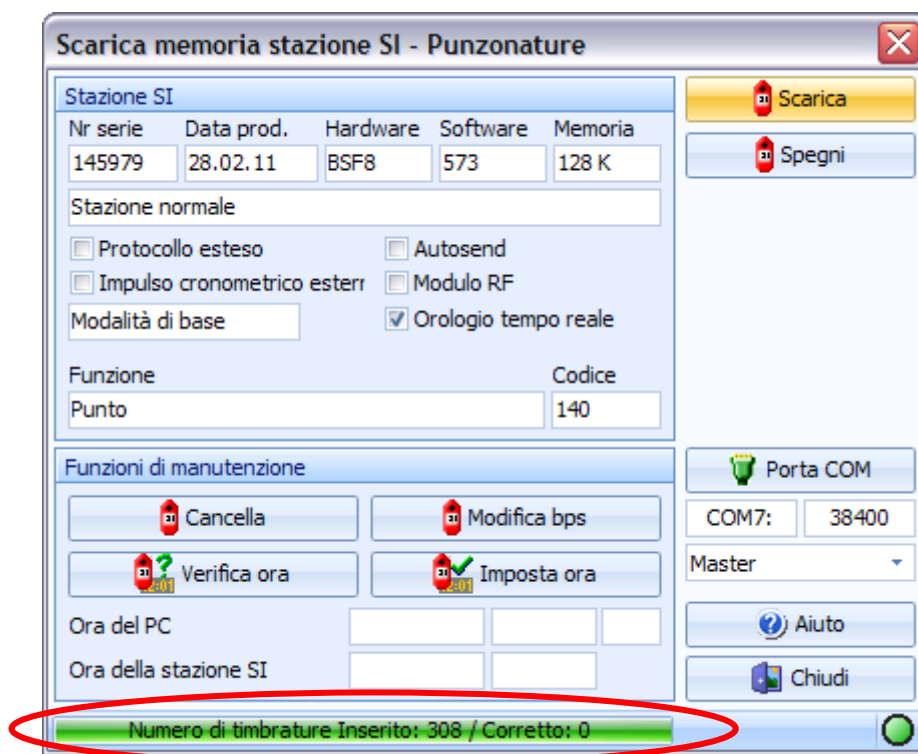 Scarica memoria stazione SI - Punzonature
Stazione SI
Nr serie Data prod. Hardware Software Memoria
145979 28.02.11 BSF8 573 128 K
Stazione normale
Protocollo esteso Autosend
Impulso cronometrico esterr Modulo RF
Modalità di base Orologio tempo reale
Funzione Codice
Punto 140
Scarica
Spegni
Funzioni di manutenzione
Cancella Modifica bps
Verifica ora Imposta ora
Ora del PC
Ora della stazione SI
Porta COM
COM7: 38400
Master
Aiuto
Chiudi
Numero di timbrature Inserito: 308 / Corretto: 0